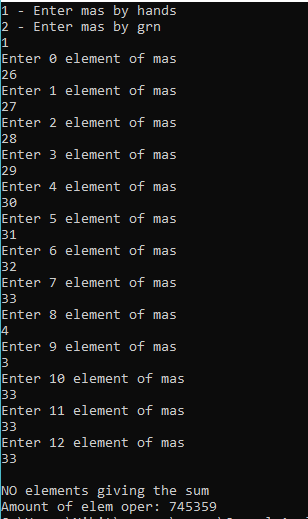 1 - Enter mas by hands
2 - Enter mas by grn
1
Enter 0 element of mas
26
Enter 1 element of mas
27
Enter 2 element of mas
28
Enter 3 element of mas
29
Enter 4 element of mas
30
Enter 5 element of mas
31
Enter 6 element of mas
32
Enter 7 element of mas
33
Enter 8 element of mas
4
Enter 9 element of mas
3
Enter 10 element of mas
33
Enter 11 element of mas
33
Enter 12 element of mas
33
NO elements giving the sum
Amount of elem oper: 745359